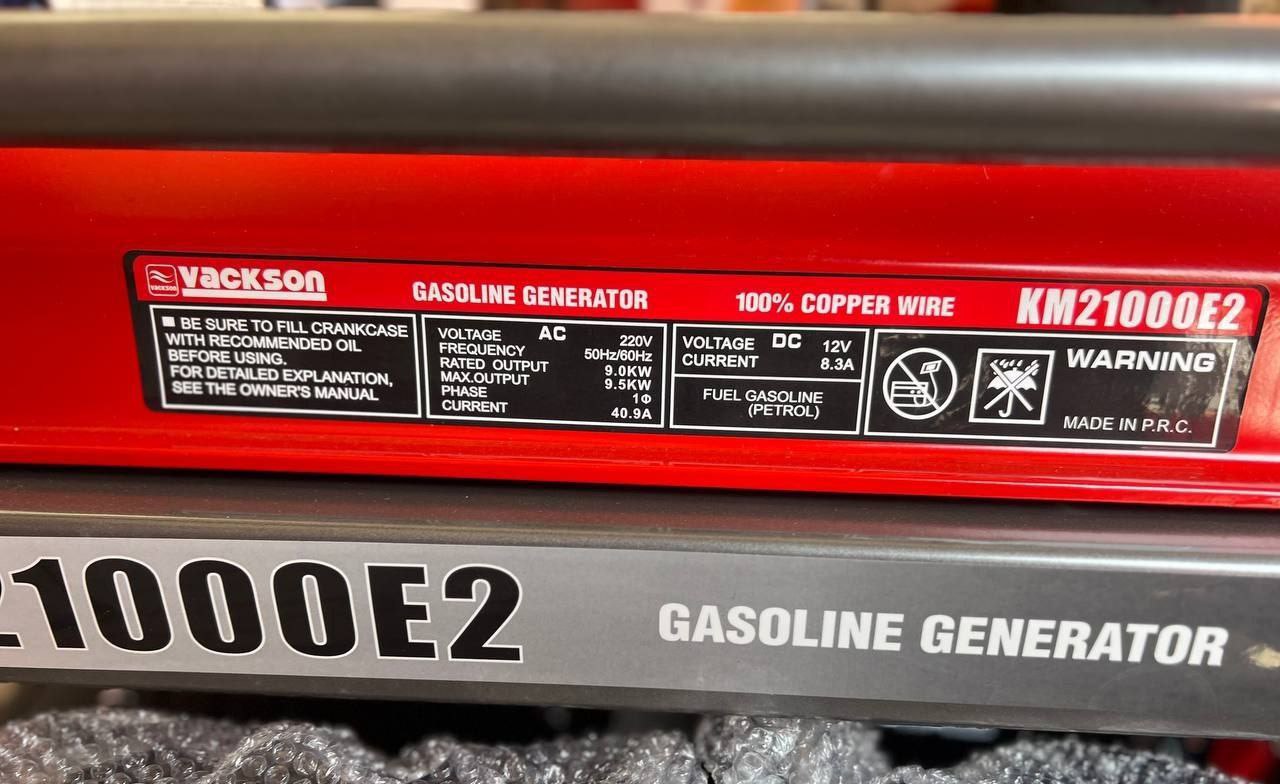 vackson
vackson GASOLINE GENERATOR 100% COPPER WIRE KM21000E2
BE SURE TO FILL CRANKCASE
WITH RECOMMENDED OIL
BEFORE USING.
FOR DETAILED EXPLANATION,
SEE THE OWNER'S MANUAL
AC
VOLTAGE 220V
FREQUENCY 50Hz/60Hz
RATED OUTPUT 9.0KW
MAX.OUTPUT 9.5KW
PHASE 1Φ
CURRENT 40.9A
DC
VOLTAGE 12V
CURRENT 8.3A
FUEL GASOLINE
(PETROL)
WARNING
MADE IN P.R.C.
21000E2 GASOLINE GENERATOR